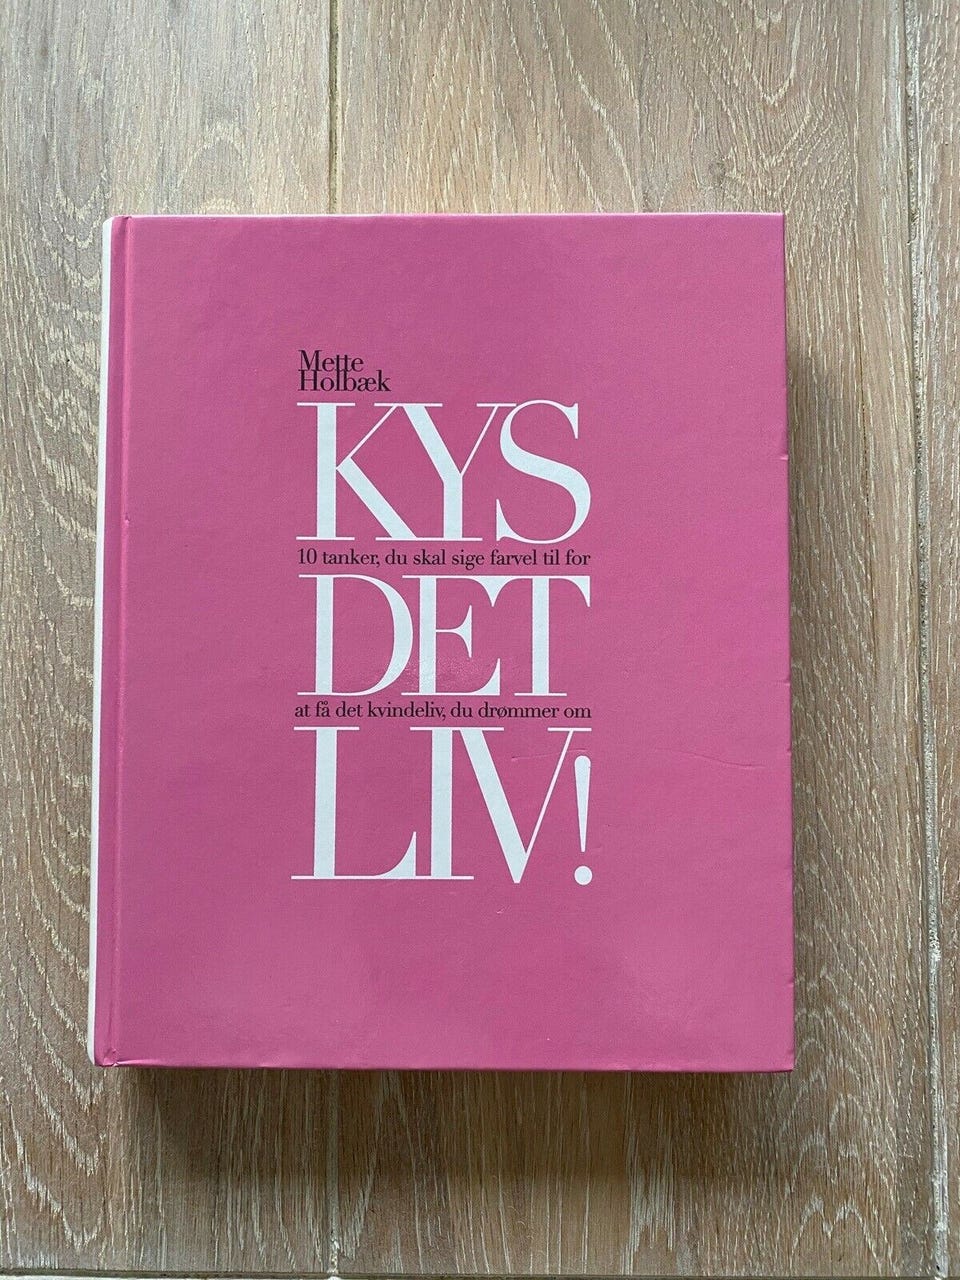 Mette
Holbæk
KYS
10 tanker, du skal sige farvel til for
DET
at få det kvindeliv, du drømmer om
LIV!